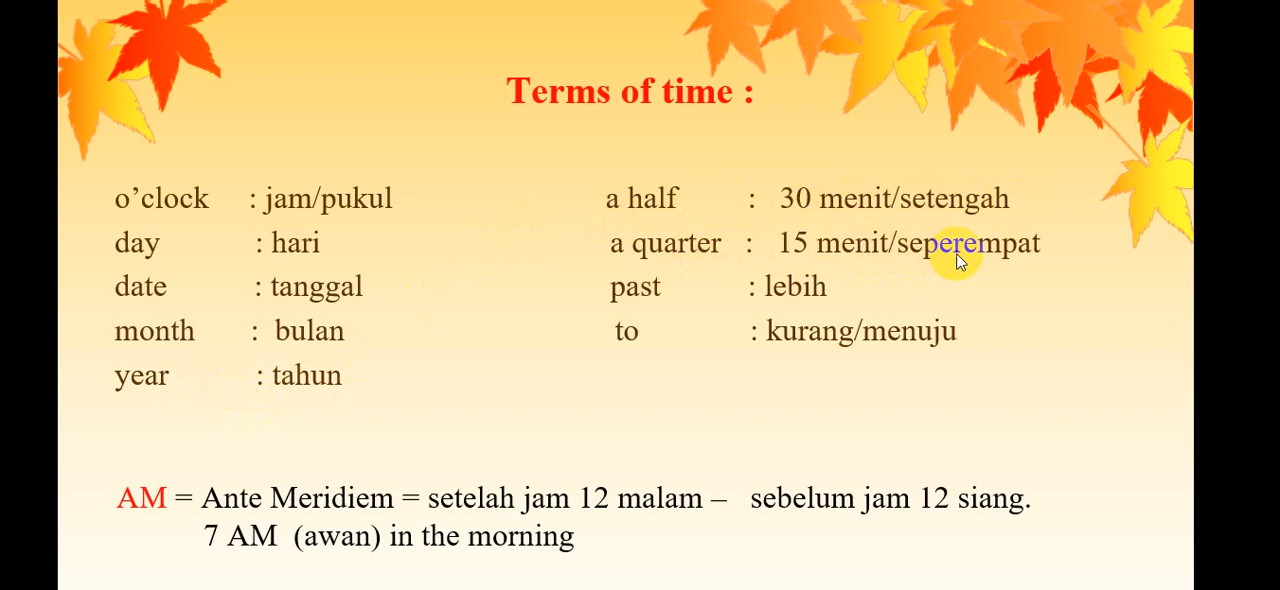 Terms of time :
o’clock : jam/pukul a half : 30 menit/setengah
day : hari a quarter : 15 menit/seperempat
date : tanggal past : lebih
month : bulan to : kurang/menuju
year : tahun
AM = Ante Meridiem = setelah jam 12 malam – sebelum jam 12 siang.
7 AM (awan) in the morning